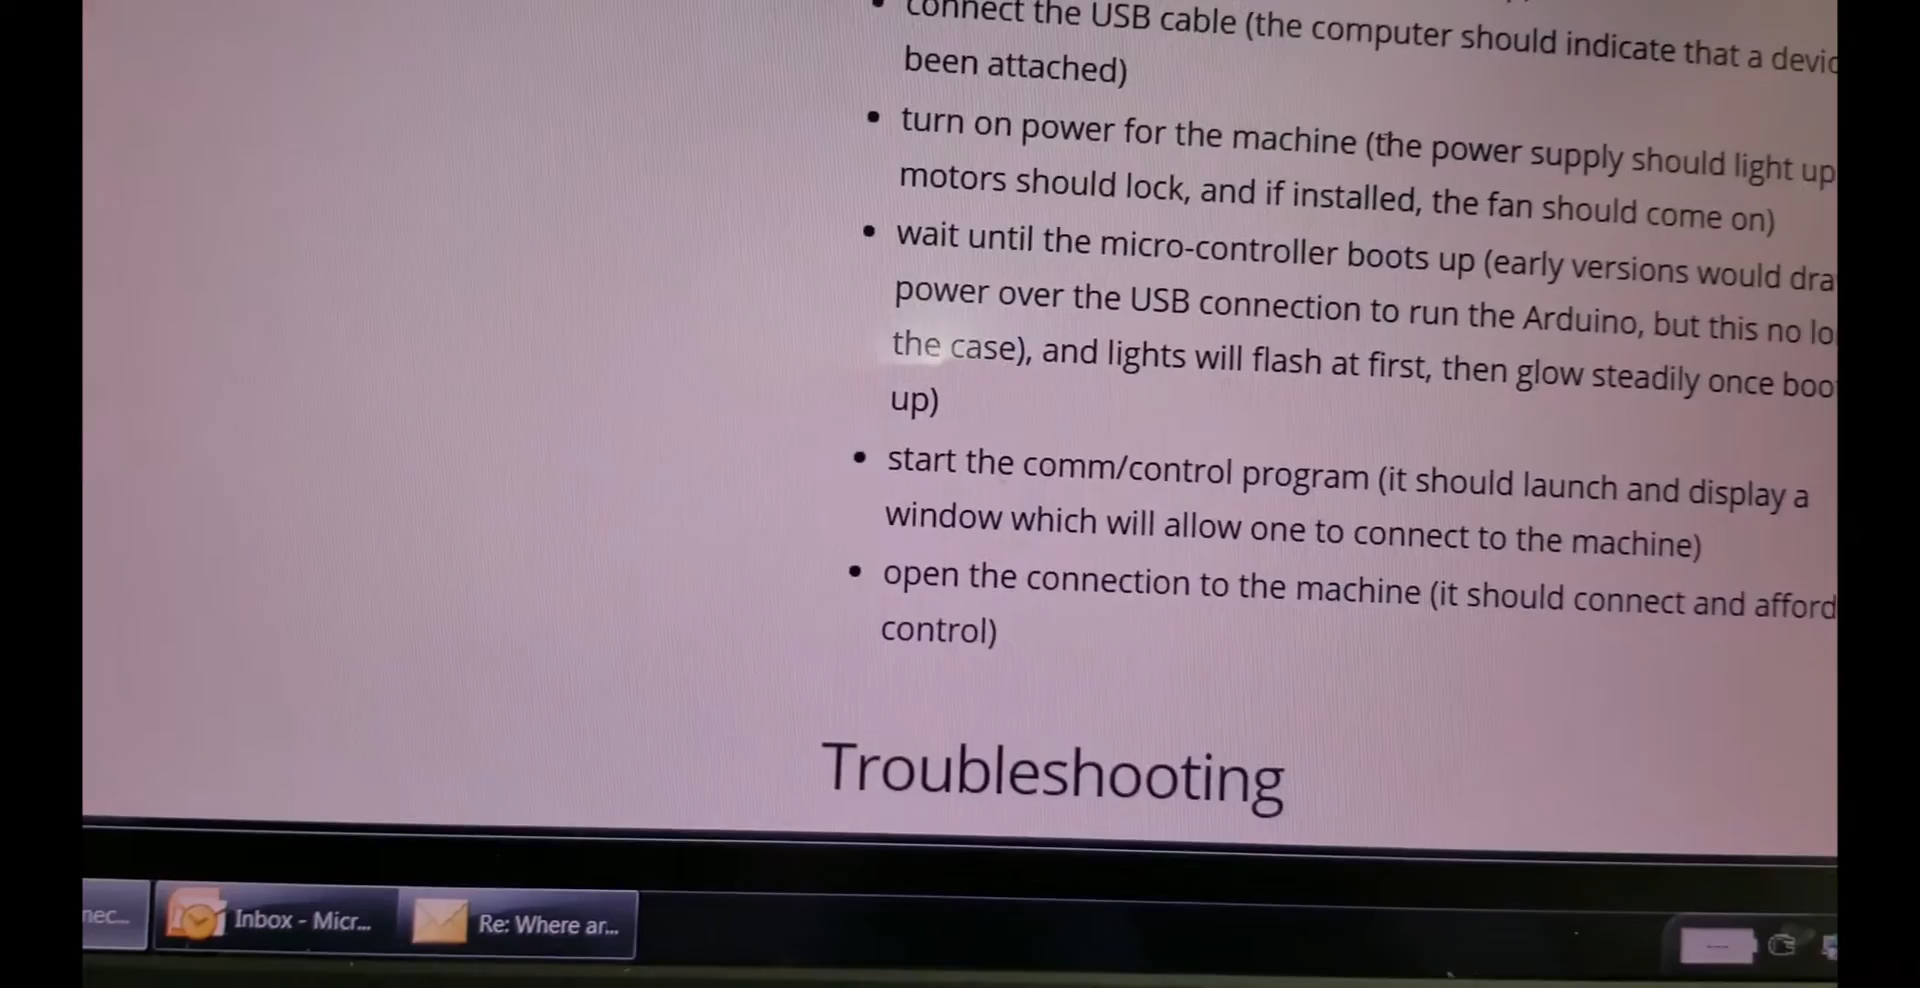 connect the USB cable (the computer should indicate that a devic
been attached)
turn on power for the machine (the power supply should light up
motors should lock, and if installed, the fan should come on)
wait until the micro-controller boots up (early versions would dra
power over the USB connection to run the Arduino, but this no lo
the case), and lights will flash at first, then glow steadily once boo
up)
start the comm/control program (it should launch and display a
window which will allow one to connect to the machine)
open the connection to the machine (it should connect and afford
control)
Troubleshooting
nec... Inbox - Micr... Re: Where ar...